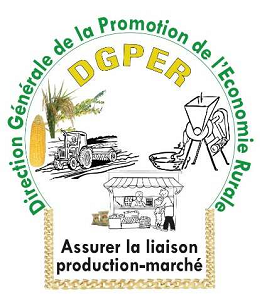 Direction Générale de la Promotion de l'Economie Rurale
DGPER
Assurer la liaison
production-marché